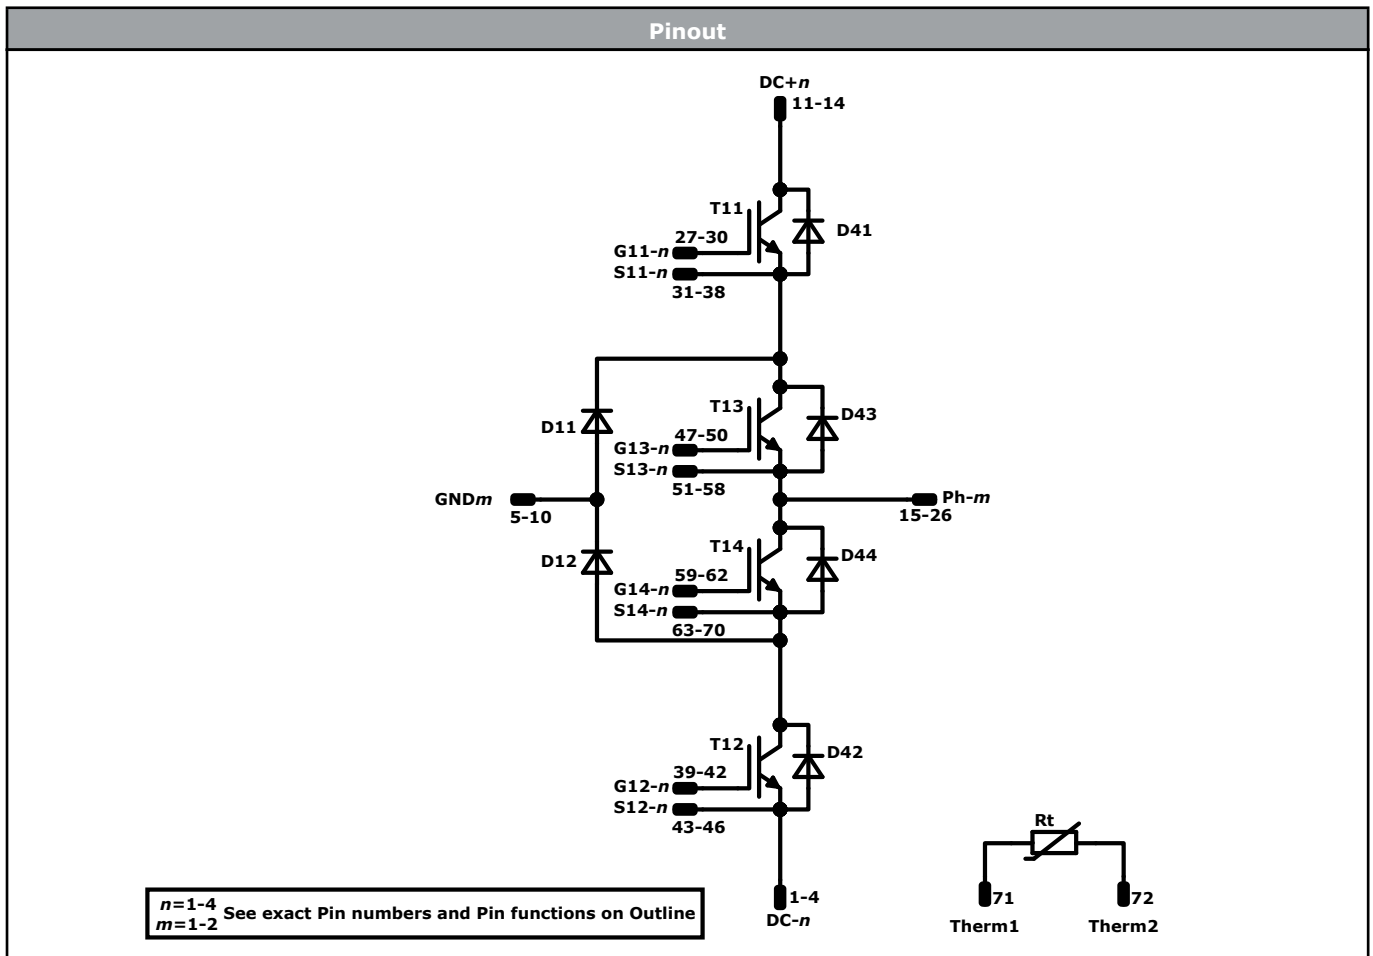 Pinout
DC+n
11-14
T11
D41
27-30
G11-n
S11-n
31-38
T13
D43
D11
47-50
G13-n
S13-n
51-58
GNDm
5-10
Ph-m
15-26
T14
D44
D12
59-62
G14-n
S14-n
63-70
T12
D42
39-42
G12-n
S12-n
43-46
Rt
1-4
DC-n
71
72
Therm1
Therm2
n=1-4
m=1-2
See exact Pin numbers and Pin functions on Outline